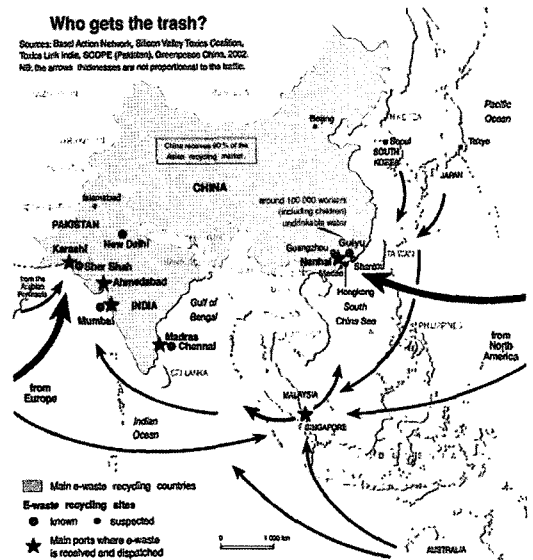 Who gets the trash?
Sources: Basel Action Network, Silicon Valley Toxics Coalition,
Toxics Link India, SCOPE (Pakistan), Greenpeace China, 2002.
NB: the arrows thicknesses are not proportional to the traffic.
Pacific
Ocean
Beijing
Seoul
SOUTH
KOREA
Tokyo
JAPAN
China receives 90 % of the
Asian recycling market.
CHINA
around 100 000 workers
(including children)
undrinkable water
Islamabad
PAKISTAN
New Delhi
Karashi
Sher Shah
Ahmedabad
INDIA
Mumbai
Madras
Chennai
SRI LANKA
Gulf of
Bengal
Guangzhou
Guiyu
Nanhai
Shantou
Macao
Hongkong
TAIWAN
South
China Sea
PHILIPPINES
from the
Arabian
Peninsula
from
Europe
from
North
America
MALAYSIA
SINGAPORE
Indian
Ocean
AUSTRALIA
Main e-waste recycling countries
E-waste recycling sites
known
suspected
Main ports where e-waste
is received and dispatched
0 1 000 km